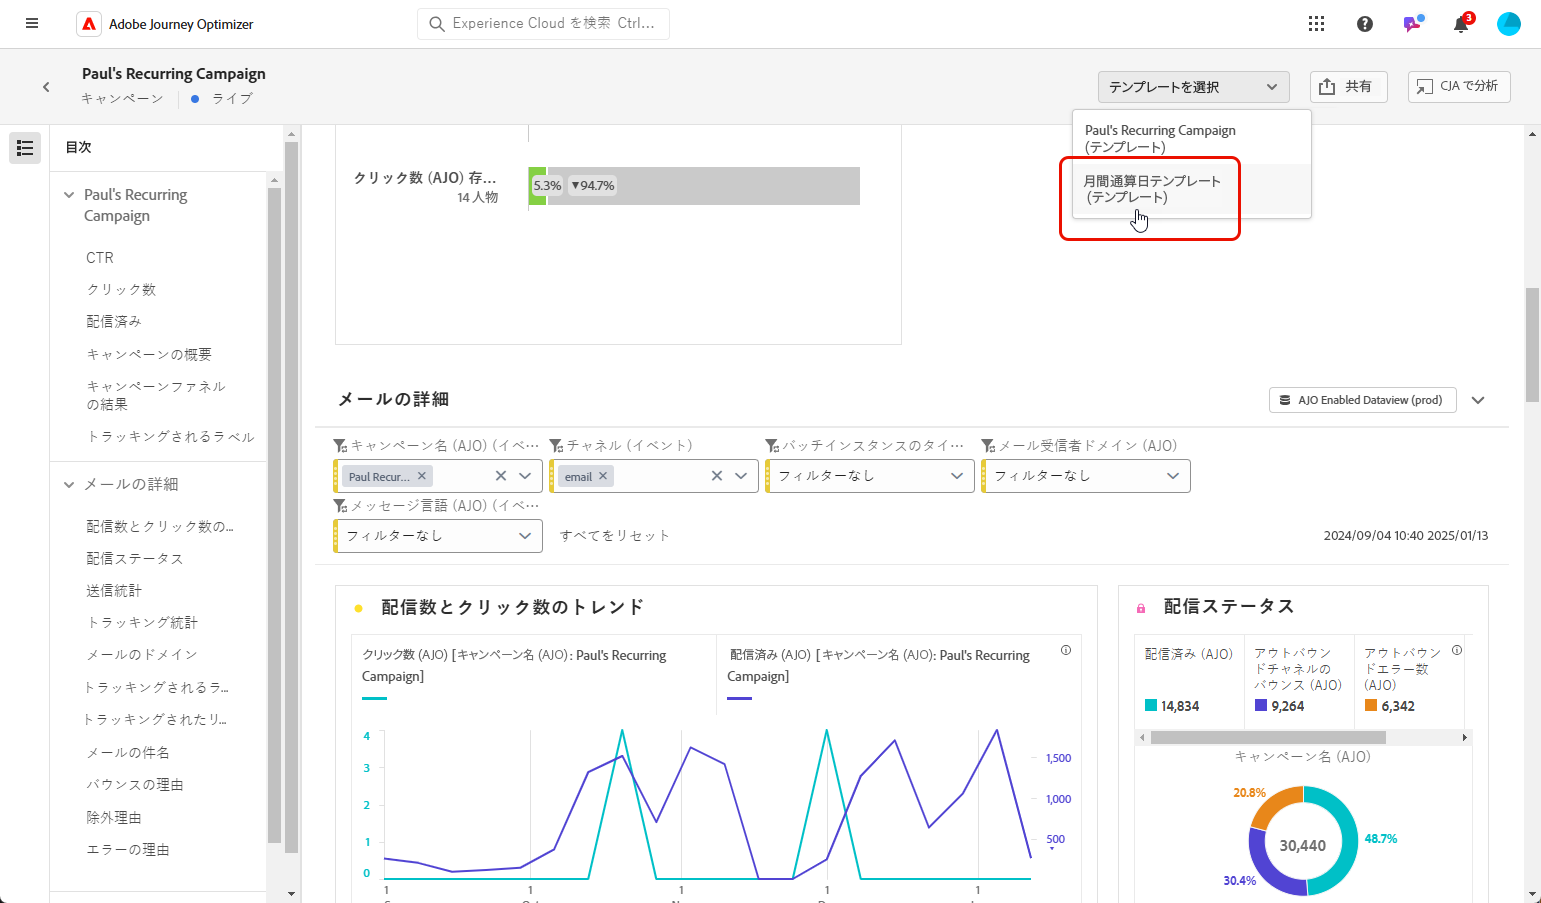 Adobe Journey Optimizer
Experience Cloud を検索 Ctrl...
3
Paul's Recurring Campaign
キャンペーン
ライブ
テンプレートを選択
共有
CJA で分析
Paul's Recurring Campaign
(テンプレート)
月間通算日テンプレート
(テンプレート)
目次
Paul's Recurring
Campaign
CTR
クリック数
配信済み
キャンペーンの概要
キャンペーンファネル
の結果
トラッキングされるラベル
メールの詳細
配信数とクリック数の...
配信ステータス
送信統計
トラッキング統計
メールのドメイン
トラッキングされるラ...
トラッキングされたリ...
メールの件名
バウンスの理由
除外理由
エラーの理由
クリック数 (AJO) 存...
14 人物
5.3% ▼94.7%
メールの詳細
AJO Enabled Dataview (prod)
キャンペーン名 (AJO) (イベ...
チャネル (イベント)
バッチインスタンスのタイ...
メール受信者ドメイン (AJO)
Paul Recur... ×
email ×
フィルターなし
フィルターなし
メッセージ言語 (AJO) (イベ...
フィルターなし
すべてをリセット
2024/09/04 10:40 2025/01/13
配信数とクリック数のトレンド
クリック数 (AJO) [キャンペーン名 (AJO): Paul's Recurring
Campaign]
配信済み (AJO) [キャンペーン名 (AJO): Paul's Recurring
Campaign]
4
3
2
1
0
1,500
1,000
500
1
1
1
1
1
配信ステータス
配信済み (AJO)
14,834
アウトバウン
ドチャネルの
バウンス (AJO)
9,264
アウトバウン
ドエラー数
(AJO)
6,342
キャンペーン名 (AJO)
20.8%
48.7%
30,440
30.4%